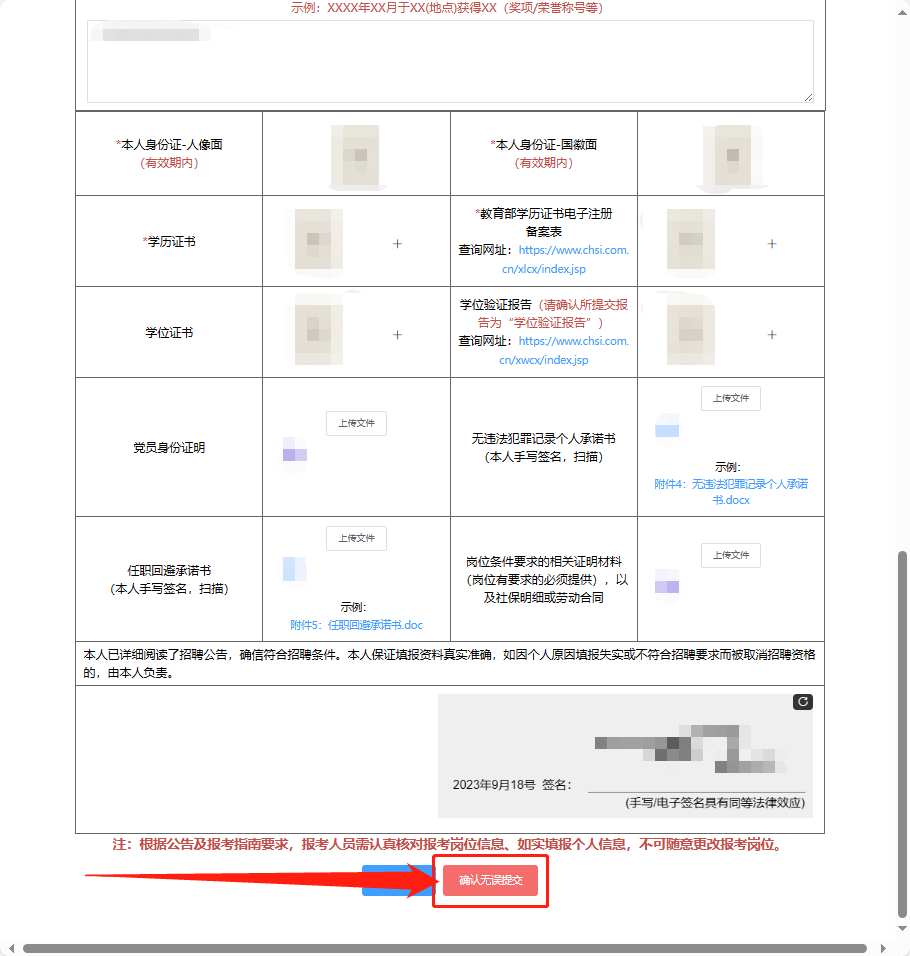 示例：XXXX年XX月于XX(地点)获得XX（奖项/荣誉称号等）
*本人身份证-人像面
（有效期内）
*本人身份证-国徽面
（有效期内）
*学历证书
+
*教育部学历证书电子注册
备案表
查询网址：https://www.chsi.com.
cn/xlcx/index.jsp
+
学位证书
+
学位验证报告（请确认所提交报
告为“学位验证报告”）
查询网址：https://www.chsi.com.
cn/xwcx/index.jsp
+
党员身份证明
上传文件
无违法犯罪记录个人承诺书
（本人手写签名，扫描）
上传文件
示例：
附件4：无违法犯罪记录个人承诺
书.docx
任职回避承诺书
（本人手写签名，扫描）
上传文件
示例：
附件5：任职回避承诺书.doc
岗位条件要求的相关证明材料
（岗位有要求的必须提供），以
及社保明细或劳动合同
上传文件
本人已详细阅读了招聘公告，确信符合招聘条件。本人保证填报资料真实准确，如因个人原因填报失实或不符合招聘要求而被取消招聘资格
的，由本人负责。
2023年9月18号 签名：
(手写/电子签名具有同等法律效应)
注：根据公告及报考指南要求，报考人员需认真核对报考岗位信息、如实填报个人信息，不可随意更改报考岗位。
确认无误提交